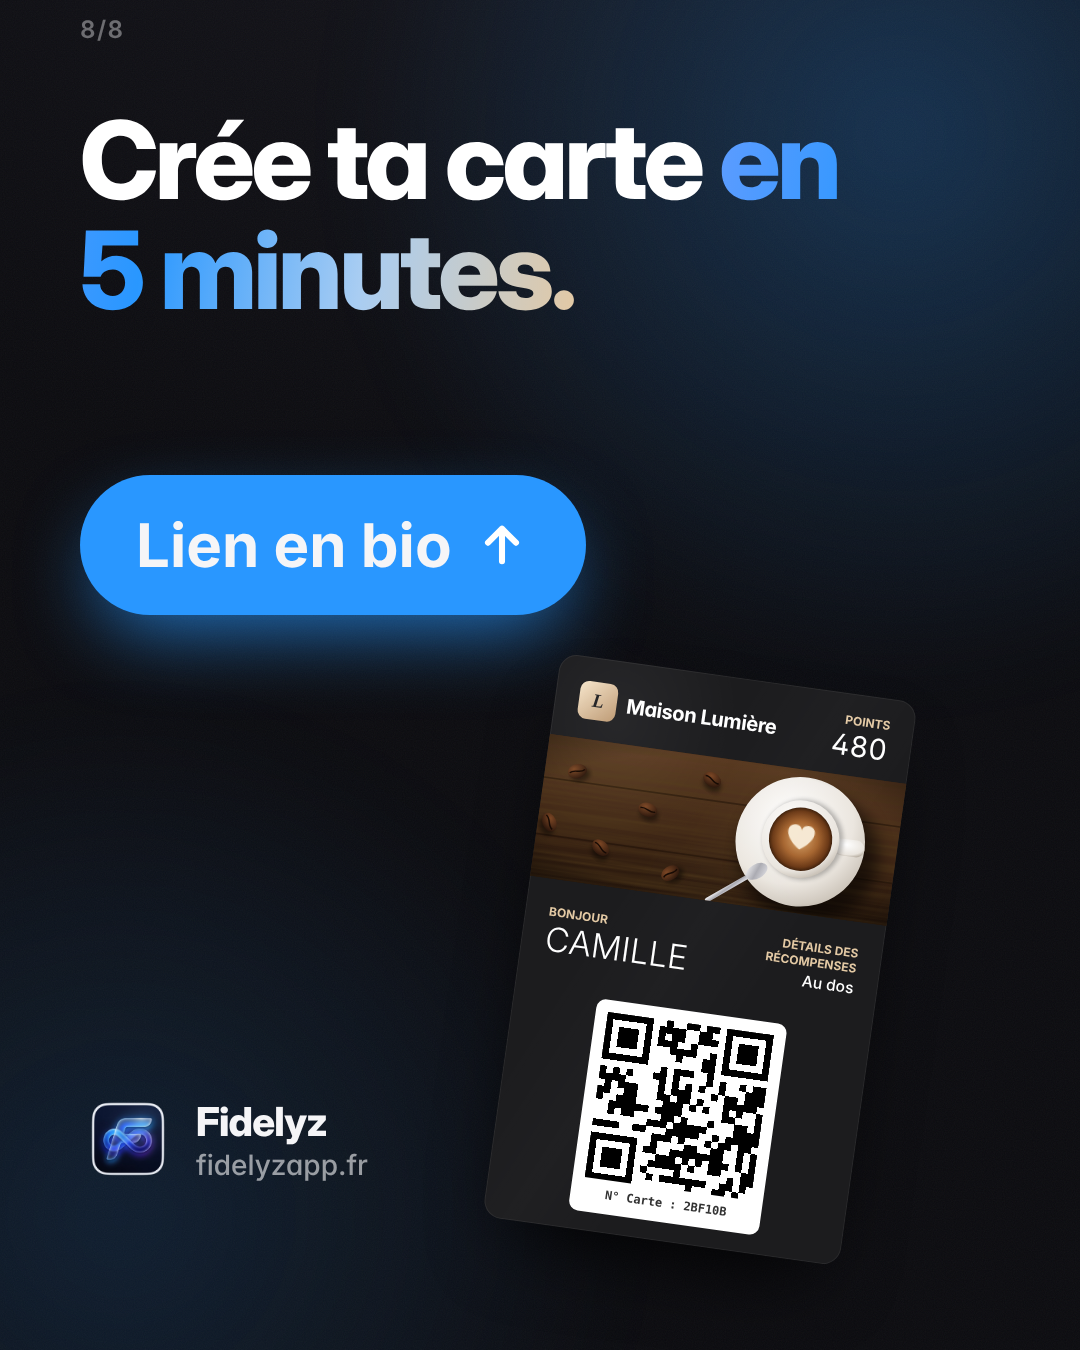 8/8
Crée ta carte en
5 minutes.
Lien en bio ↑
L
Maison Lumière
POINTS
480
BONJOUR
CAMILLE
DÉTAILS DES
RÉCOMPENSES
Au dos
N° Carte : 2BF10B
Fidelyz
fidelyzapp.fr